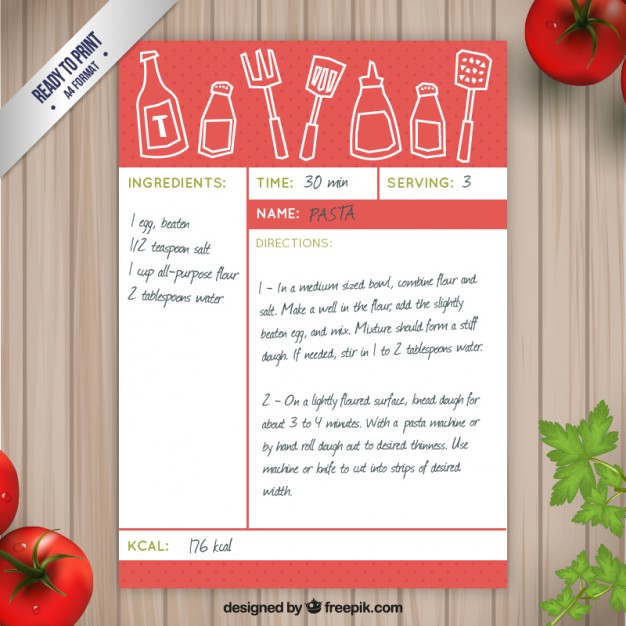 READY TO PRINT
A4 FORMAT
T
INGREDIENTS:
1 egg, beaten
1/2 teaspoon salt
1 cup all-purpose flour
2 tablespoons water
TIME: 30 min
SERVING: 3
NAME: PASTA
DIRECTIONS:
1 - In a medium sized bowl, combine flour and
salt. Make a well in the flour, add the slightly
beaten egg, and mix. Mixture should form a stiff
dough. If needed, stir in 1 to 2 tablespoons water.
2 - On a lightly floured surface, knead dough for
about 3 to 4 minutes. With a pasta machine or
by hand roll dough out to desired thinness. Use
machine or knife to cut into strips of desired
width.
KCAL: 176 kcal
designed by freepik.com